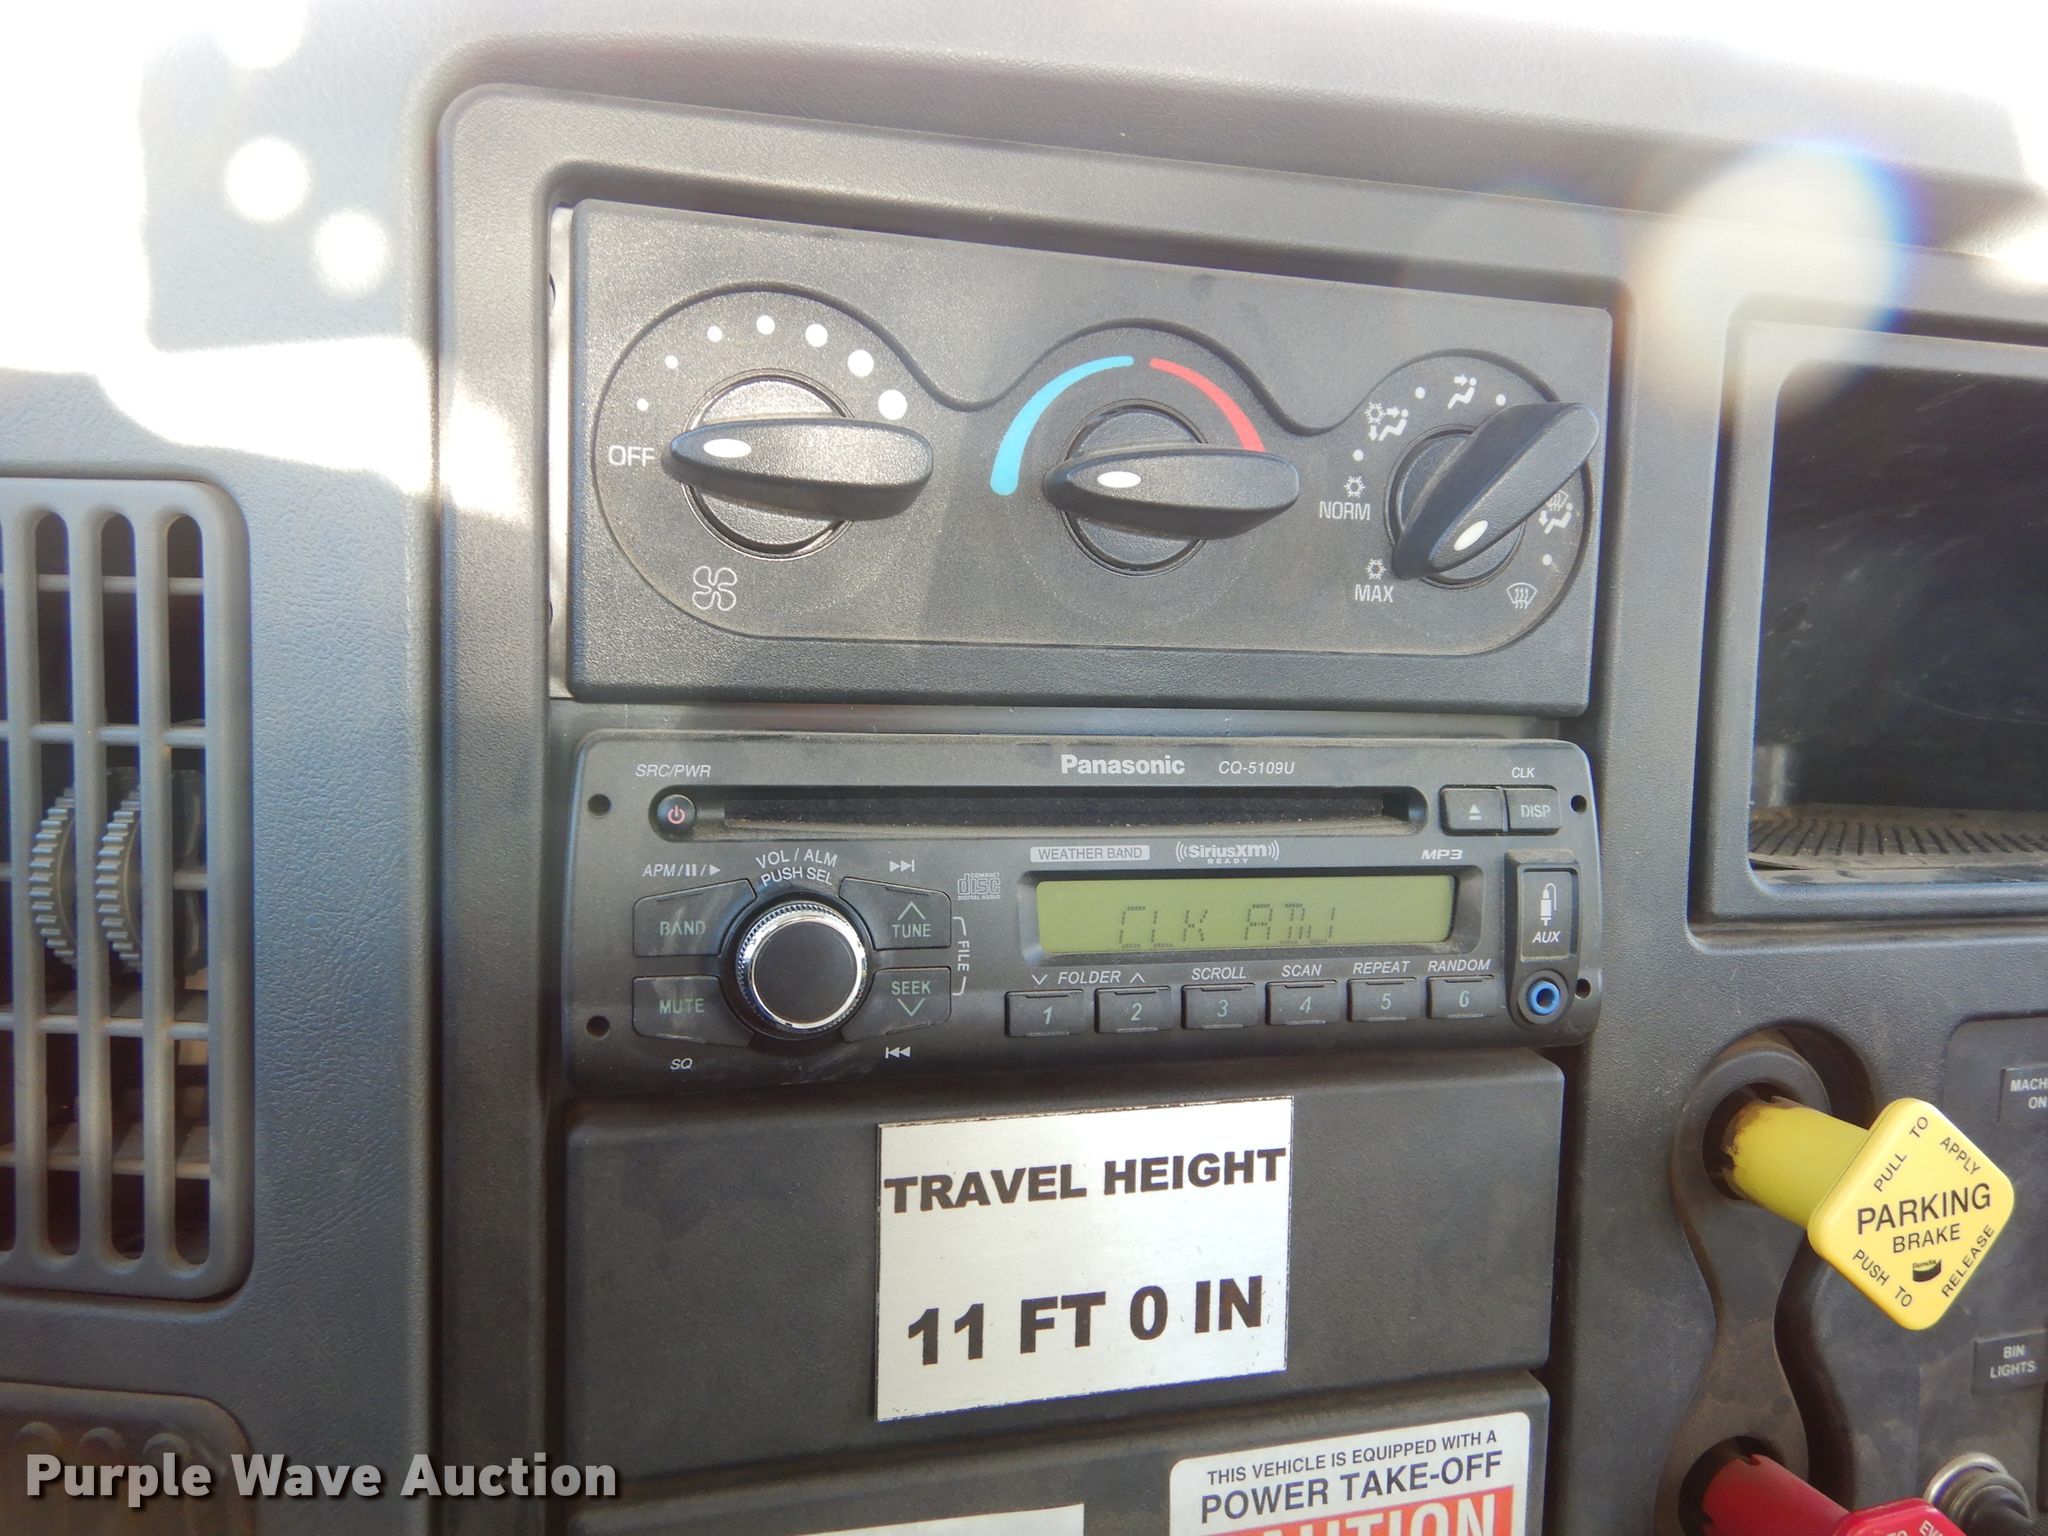 OFF
NORM
MAX
SRC/PWR
Panasonic CQ-5109U
CLK
DISP
APM/
VOL / ALM
PUSH SEL
WEATHER BAND
SiriusXM
READY
MP3
COMPACT
disc
DIGITAL AUDIO
BAND
TUNE
FILE
CLK ADJ
AUX
MUTE
SEEK
FOLDER
SCROLL
SCAN
REPEAT
RANDOM
1 2 3 4 5 6
SQ
TRAVEL HEIGHT
11 FT 0 IN
PULL TO APPLY
PARKING
BRAKE
Bendix
PUSH TO RELEASE
ON
BIN
LIGHTS
THIS VEHICLE IS EQUIPPED WITH A
POWER TAKE-OFF
CAUTION
Purple Wave Auction